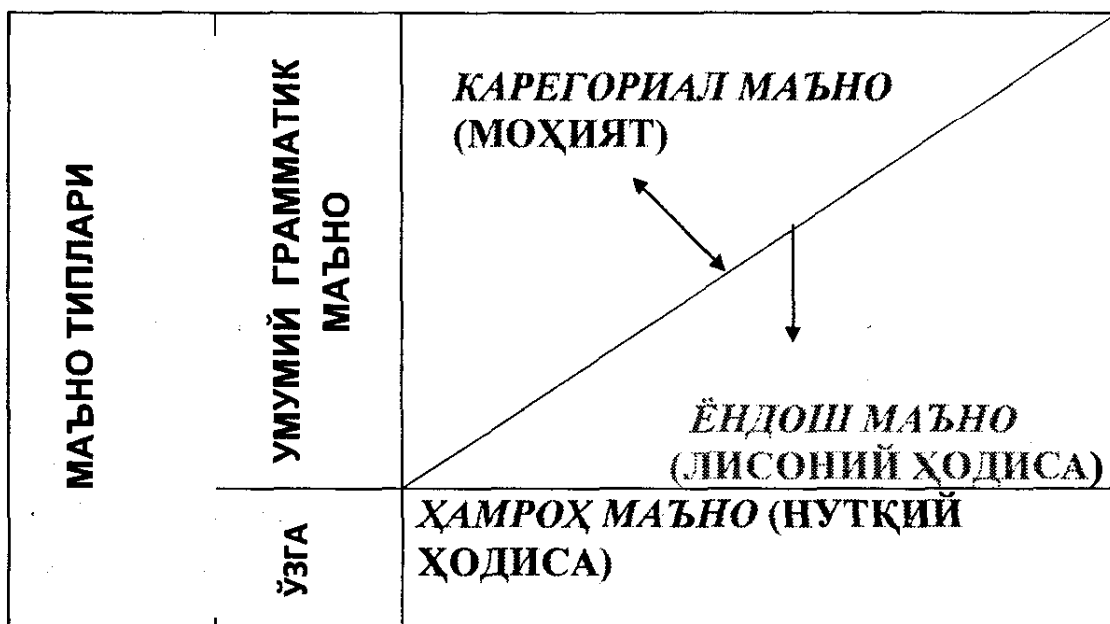 МАЪНО ТИПЛАРИ
УМУМИЙ ГРАММАТИК
МАЪНО
КАРЕГОРИАЛ МАЪНО
(МОҲИЯТ)
ЁНДОШ МАЪНО
(ЛИСОНИЙ ҲОДИСА)
ЎЗГА
ҲАМРОҲ МАЪНО (НУТҚИЙ
ҲОДИСА)